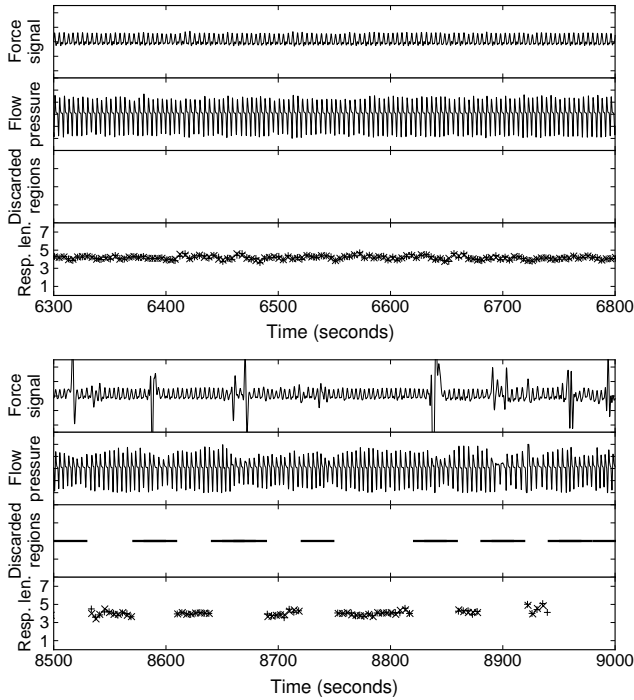 Force signal
Flow pressure
Discarded regions
Resp. len.
7
5
3
1
6300 6400 6500 6600 6700 6800
Time (seconds)
Force signal
Flow pressure
Discarded regions
Resp. len.
7
5
3
1
8500 8600 8700 8800 8900 9000
Time (seconds)